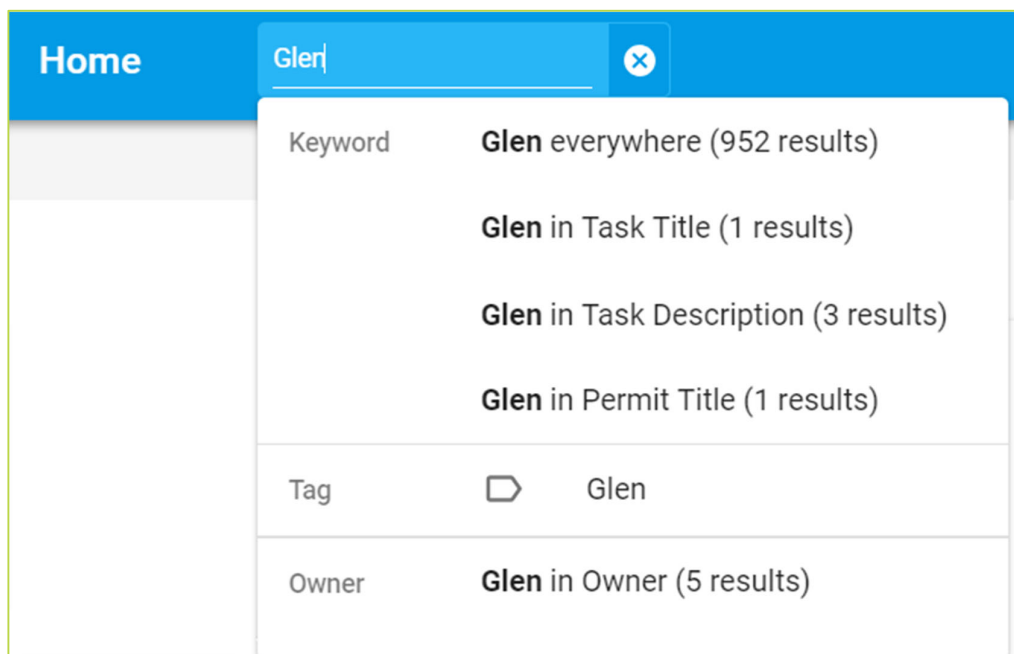 Home
Glen
Keyword Glen everywhere (952 results)
Glen in Task Title (1 results)
Glen in Task Description (3 results)
Glen in Permit Title (1 results)
Tag Glen
Owner Glen in Owner (5 results)